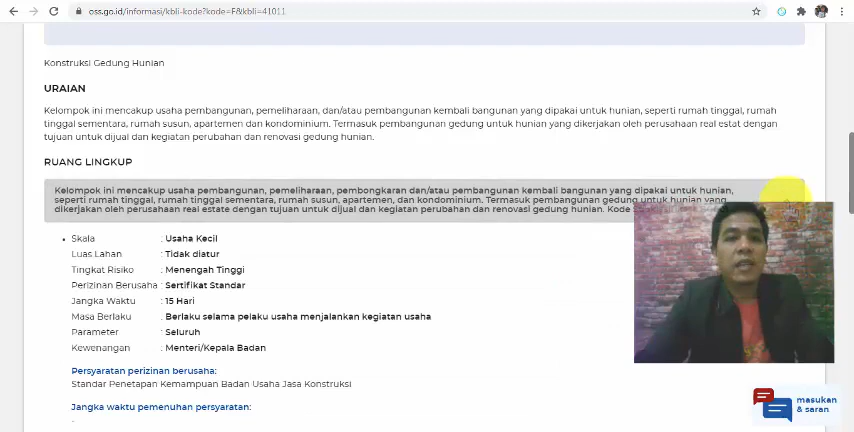 oss.go.id/informasi/kbli-kode?kode=F&kbli=41011
Konstruksi Gedung Hunian
URAIAN
Kelompok ini mencakup usaha pembangunan, pemeliharaan, dan/atau pembangunan kembali bangunan yang dipakai untuk hunian, seperti rumah tinggal, rumah
tinggal sementara, rumah susun, apartemen dan kondominium. Termasuk pembangunan gedung untuk hunian yang dikerjakan oleh perusahaan real estat dengan
tujuan untuk dijual dan kegiatan perubahan dan renovasi gedung hunian.
RUANG LINGKUP
Kelompok ini mencakup usaha pembangunan, pemeliharaan, pembongkaran dan/atau pembangunan kembali bangunan yang dipakai untuk hunian,
seperti rumah tinggal, rumah tinggal sementara, rumah susun, apartemen, dan kondominium. Termasuk pembangunan gedung untuk hunian yang
dikerjakan oleh perusahaan real estate dengan tujuan untuk dijual dan kegiatan perubahan dan renovasi gedung hunian. Kode
Skala : Usaha Kecil
Luas Lahan : Tidak diatur
Tingkat Risiko : Menengah Tinggi
Perizinan Berusaha : Sertifikat Standar
Jangka Waktu : 15 Hari
Masa Berlaku : Berlaku selama pelaku usaha menjalankan kegiatan usaha
Parameter : Seluruh
Kewenangan : Menteri/Kepala Badan
Persyaratan perizinan berusaha:
Standar Penetapan Kemampuan Badan Usaha Jasa Konstruksi
Jangka waktu pemenuhan persyaratan:
-
masukan
& saran